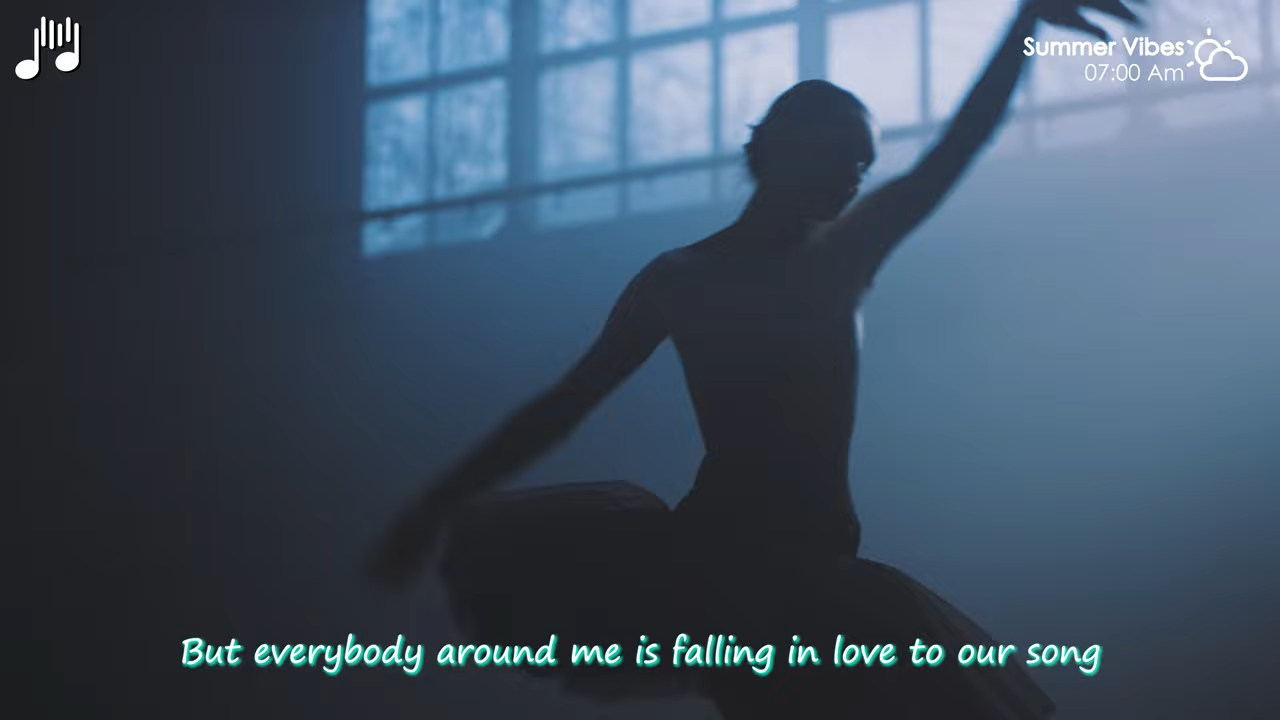 Summer Vibes
07:00 Am
But everybody around me is falling in love to our song